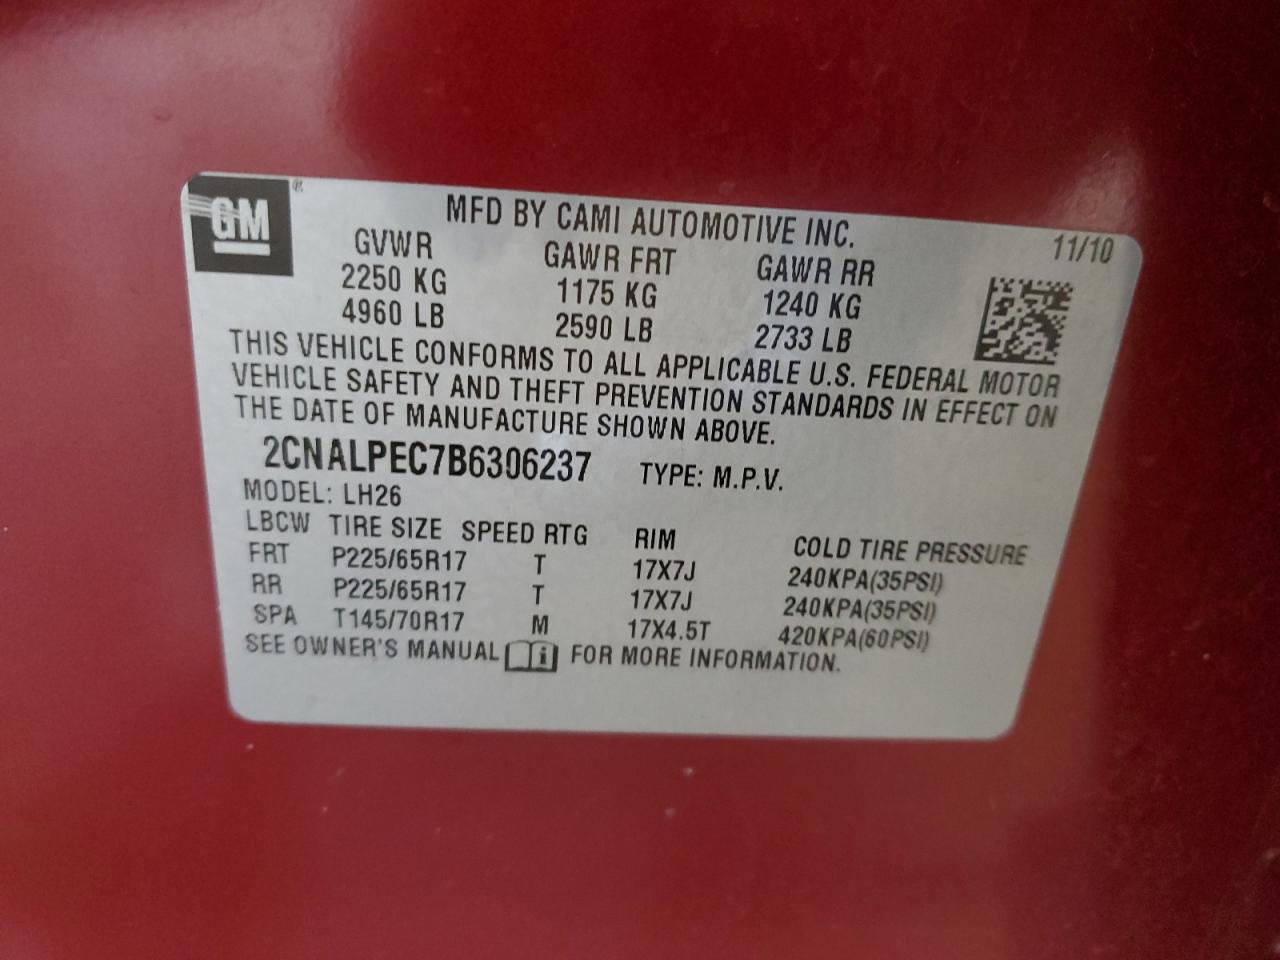 GM®
MFD BY CAMI AUTOMOTIVE INC.
11/10
GVWR GAWR FRT GAWR RR
2250 KG 1175 KG 1240 KG
4960 LB 2590 LB 2733 LB
THIS VEHICLE CONFORMS TO ALL APPLICABLE U.S. FEDERAL MOTOR
VEHICLE SAFETY AND THEFT PREVENTION STANDARDS IN EFFECT ON
THE DATE OF MANUFACTURE SHOWN ABOVE.
2CNALPEC7B6306237 TYPE: M.P.V.
MODEL: LH26
LBCW TIRE SIZE SPEED RTG RIM COLD TIRE PRESSURE
FRT P225/65R17 T 17X7J 240KPA(35PSI)
RR P225/65R17 T 17X7J 240KPA(35PSI)
SPA T145/70R17 M 17X4.5T 420KPA(60PSI)
SEE OWNER'S MANUAL i FOR MORE INFORMATION.